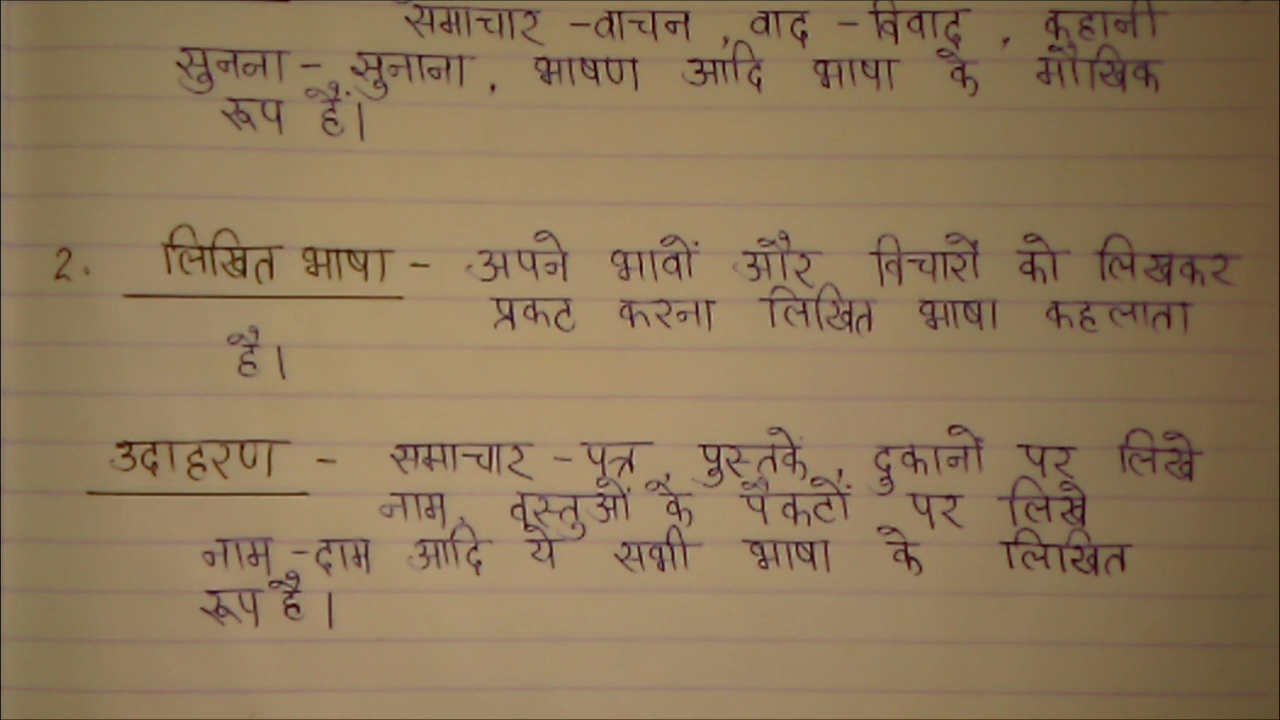 समाचार - वाचन , वाद - विवाद , कहानी
सुनना - सुनाना , भाषण आदि भाषा के मौखिक
रूप हैं।
2. लिखित भाषा - अपने भावों और विचारों को लिखकर
प्रकट करना लिखित भाषा कहलाता
है।
उदाहरण - समाचार - पत्र , पुस्तकें , दुकानों पर लिखे
नाम , वस्तुओं के पैकटों पर लिखे
नाम - दाम आदि ये सभी भाषा के लिखित
रूप है ।